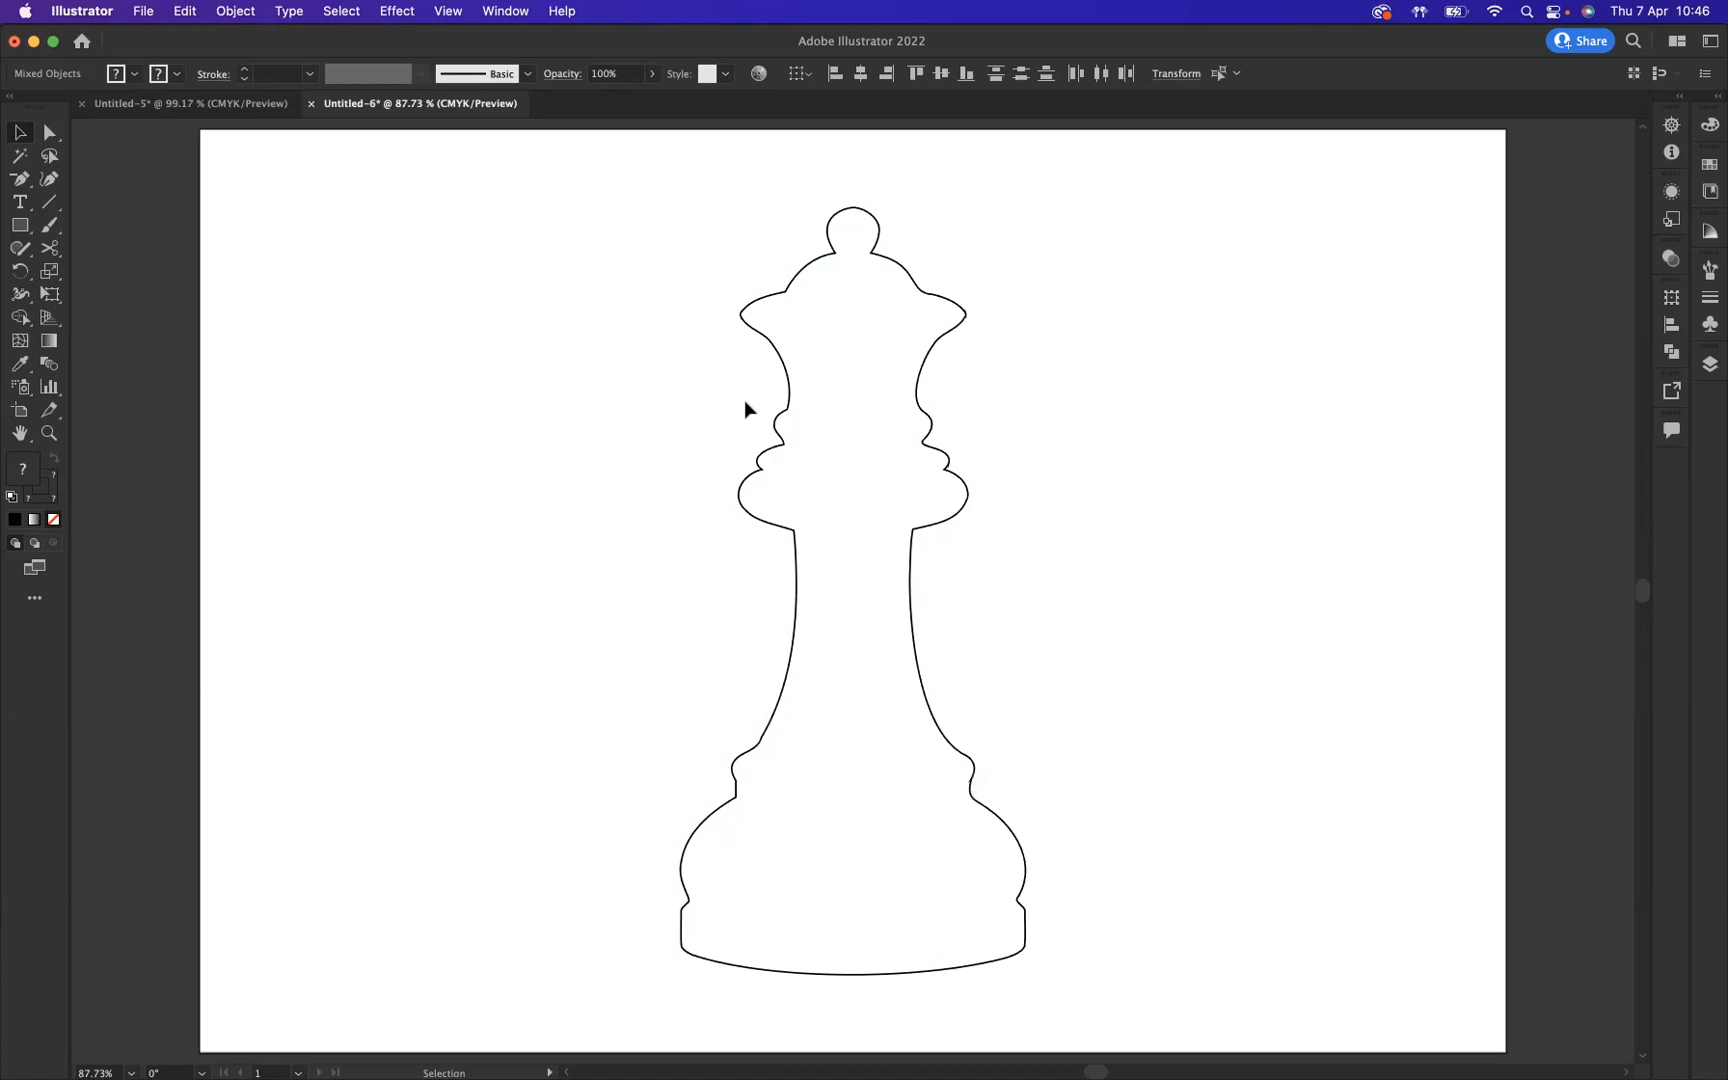 Illustrator File Edit Object Type Select Effect View Window Help Thu 7 Apr 10:46
Adobe Illustrator 2022 Share
Mixed Objects ? ? Stroke: Basic Opacity: 100% Style: Transform
Untitled-5* @ 99.17 % (CMYK/Preview) Untitled-6* @ 87.73 % (CMYK/Preview)
T
?
?
? ?
87.73% 0° 1 Selection